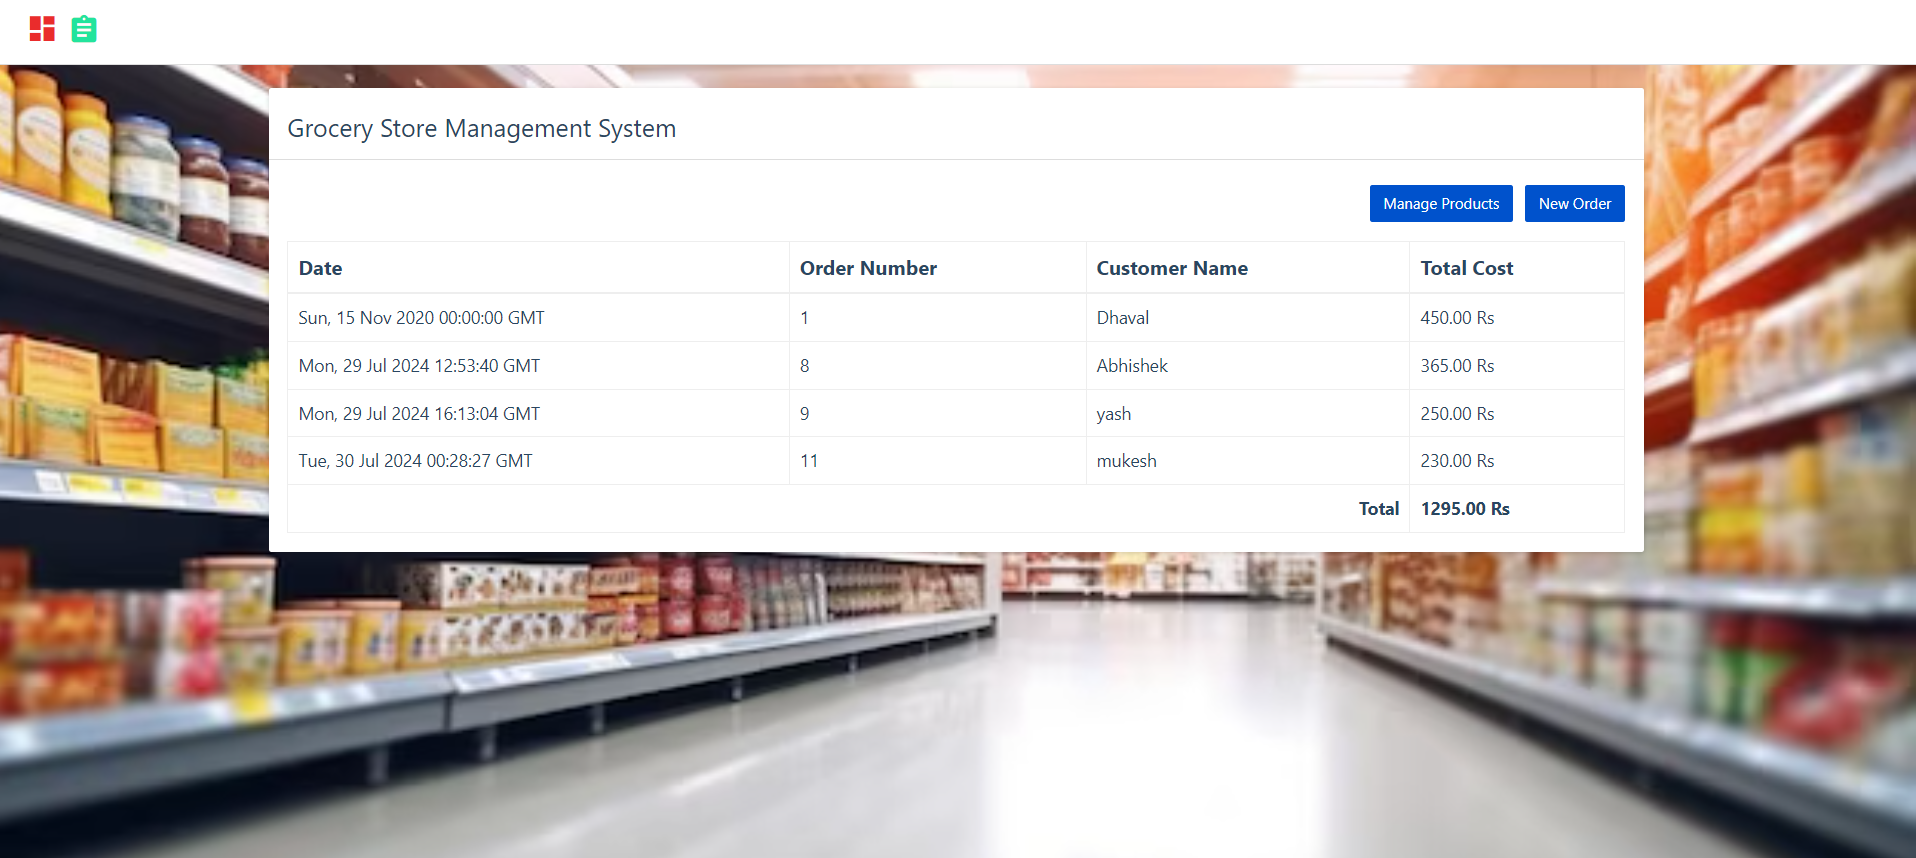 Grocery Store Management System
Manage Products New Order
Date Order Number Customer Name Total Cost
Sun, 15 Nov 2020 00:00:00 GMT 1 Dhaval 450.00 Rs
Mon, 29 Jul 2024 12:53:40 GMT 8 Abhishek 365.00 Rs
Mon, 29 Jul 2024 16:13:04 GMT 9 yash 250.00 Rs
Tue, 30 Jul 2024 00:28:27 GMT 11 mukesh 230.00 Rs
Total 1295.00 Rs